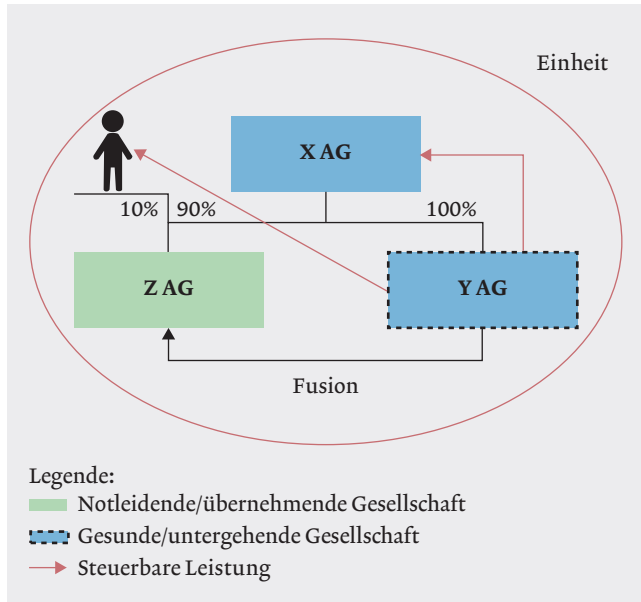 Einheit
X AG
10%
90%
100%
Z AG
Y AG
Fusion
Legende:
Notleidende/übernehmende Gesellschaft
Gesunde/untergehende Gesellschaft
Steuerbare Leistung